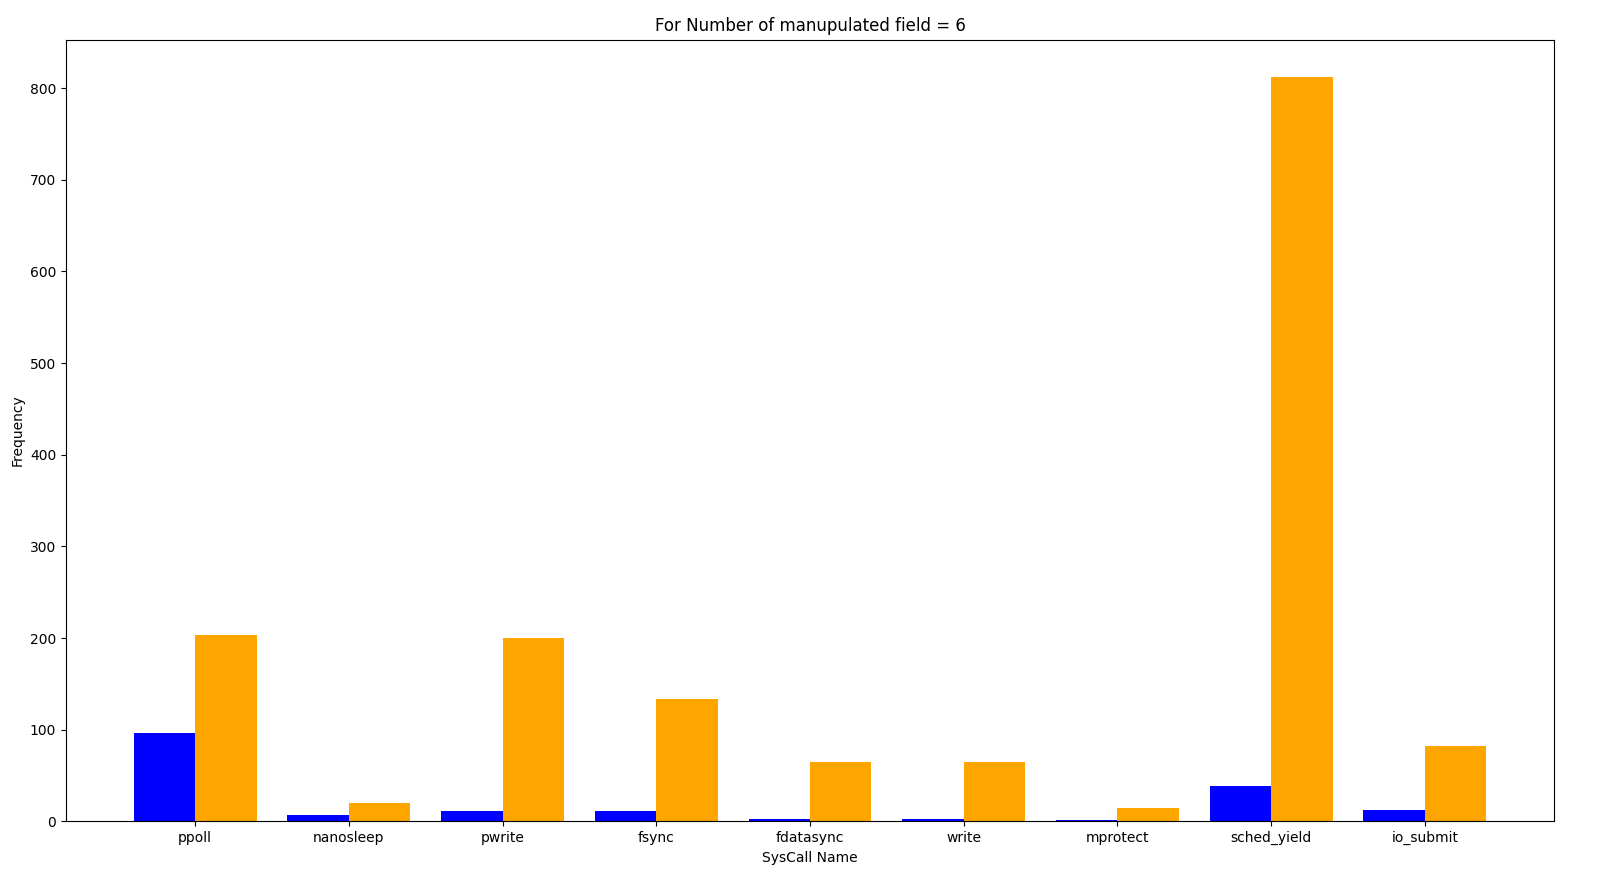 For Number of manupulated field = 6
800
700
600
500
400
300
200
100
0
Frequency
ppoll nanosleep pwrite fsync fdatasync write mprotect sched_yield io_submit
SysCall Name